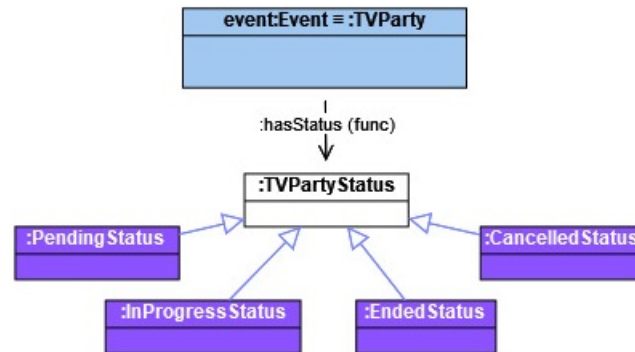 event:Event ≡ :TVParty
:hasStatus (func)
:TVPartyStatus
:PendingStatus
:CancelledStatus
:InProgressStatus
:EndedStatus